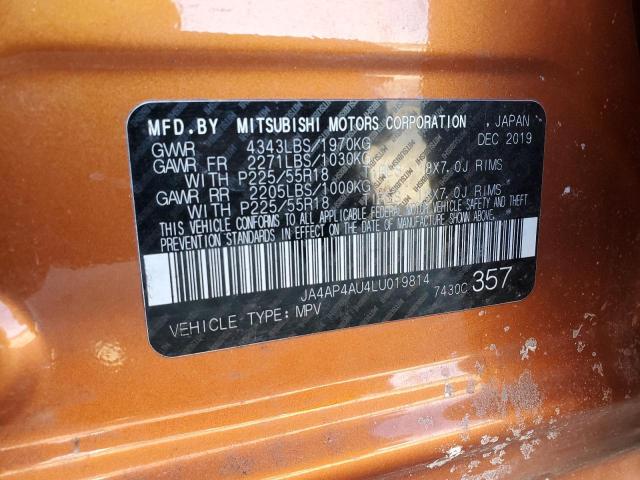 MFD.BY MITSUBISHI MOTORS CORPORATION , JAPAN
GVWR 4343LBS/1970KG DEC 2019
GAWR FR 2271LBS/1030KG
WITH P225/55R18 8X7.0J RIMS
GAWR RR 2205LBS/1000KG
WITH P225/55R18 7.0J RIMS
THIS VEHICLE CONFORMS TO ALL APPLICABLE FEDERAL MOTOR VEHICLE SAFETY AND THEFT
PREVENTION STANDARDS IN EFFECT ON THE DATE OF MANUFACTURE SHOWN ABOVE.
JA4AP4AU4LU019814
7430C 357
VEHICLE TYPE: MPV